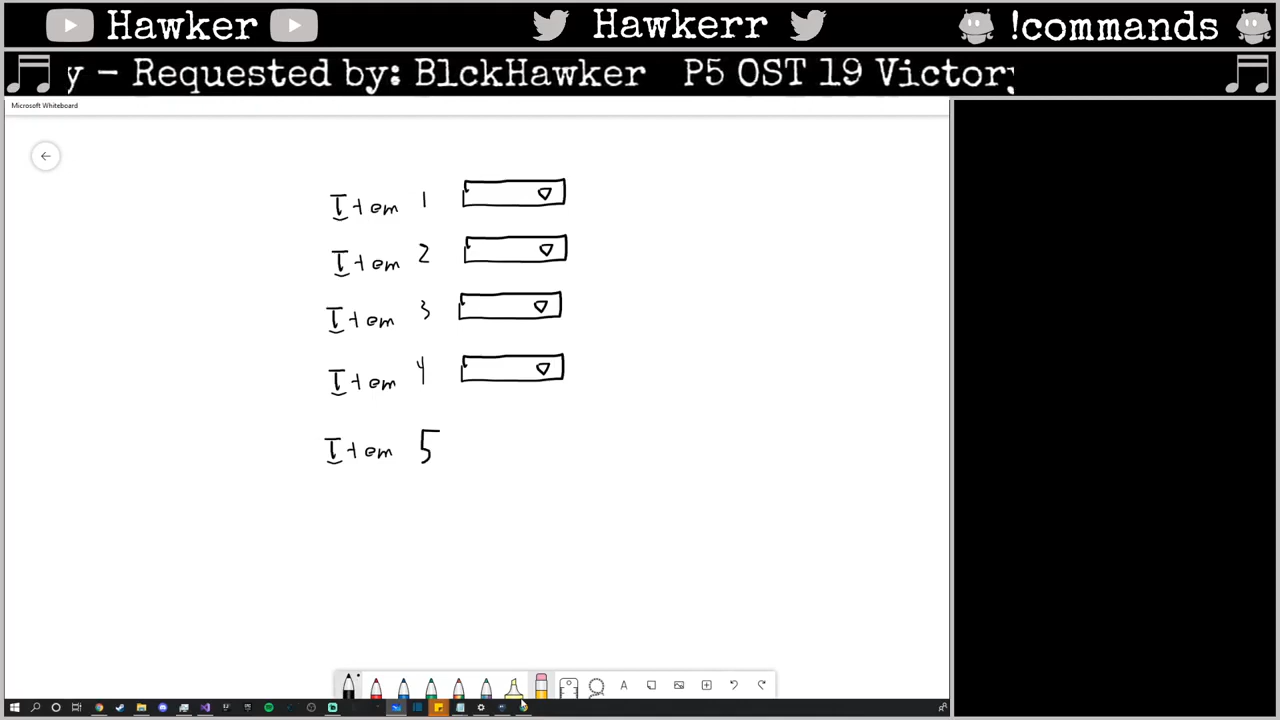 Hawker Hawkerr !commands
y - Requested by: BlckHawker P5 OST 19 Victory
Microsoft Whiteboard
Item 1
Item 2
Item 3
Item 4
Item 5
A